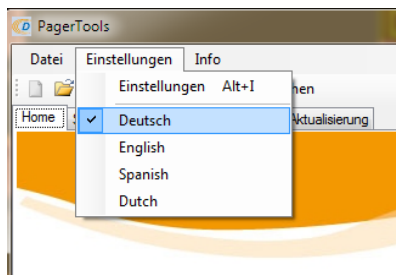 PagerTools
Datei Einstellungen Info
Einstellungen Alt+I
Home Aktualisierung
Deutsch
English
Spanish
Dutch